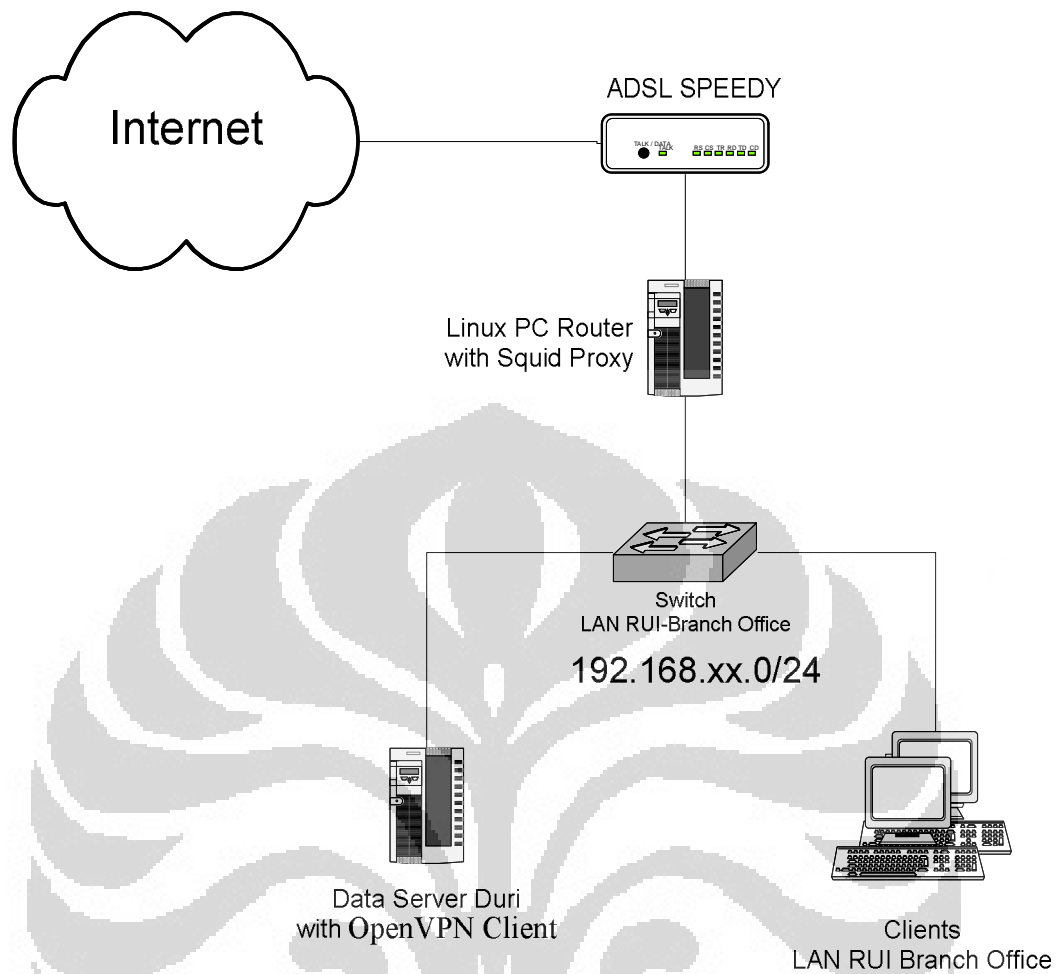 Internet
ADSL SPEEDY
TALK / DATA
TALK
RS CS TR RD TD CD
Linux PC Router
with Squid Proxy
Switch
LAN RUI-Branch Office
192.168.xx.0/24
Data Server Duri
with OpenVPN Client
Clients
LAN RUI Branch Office